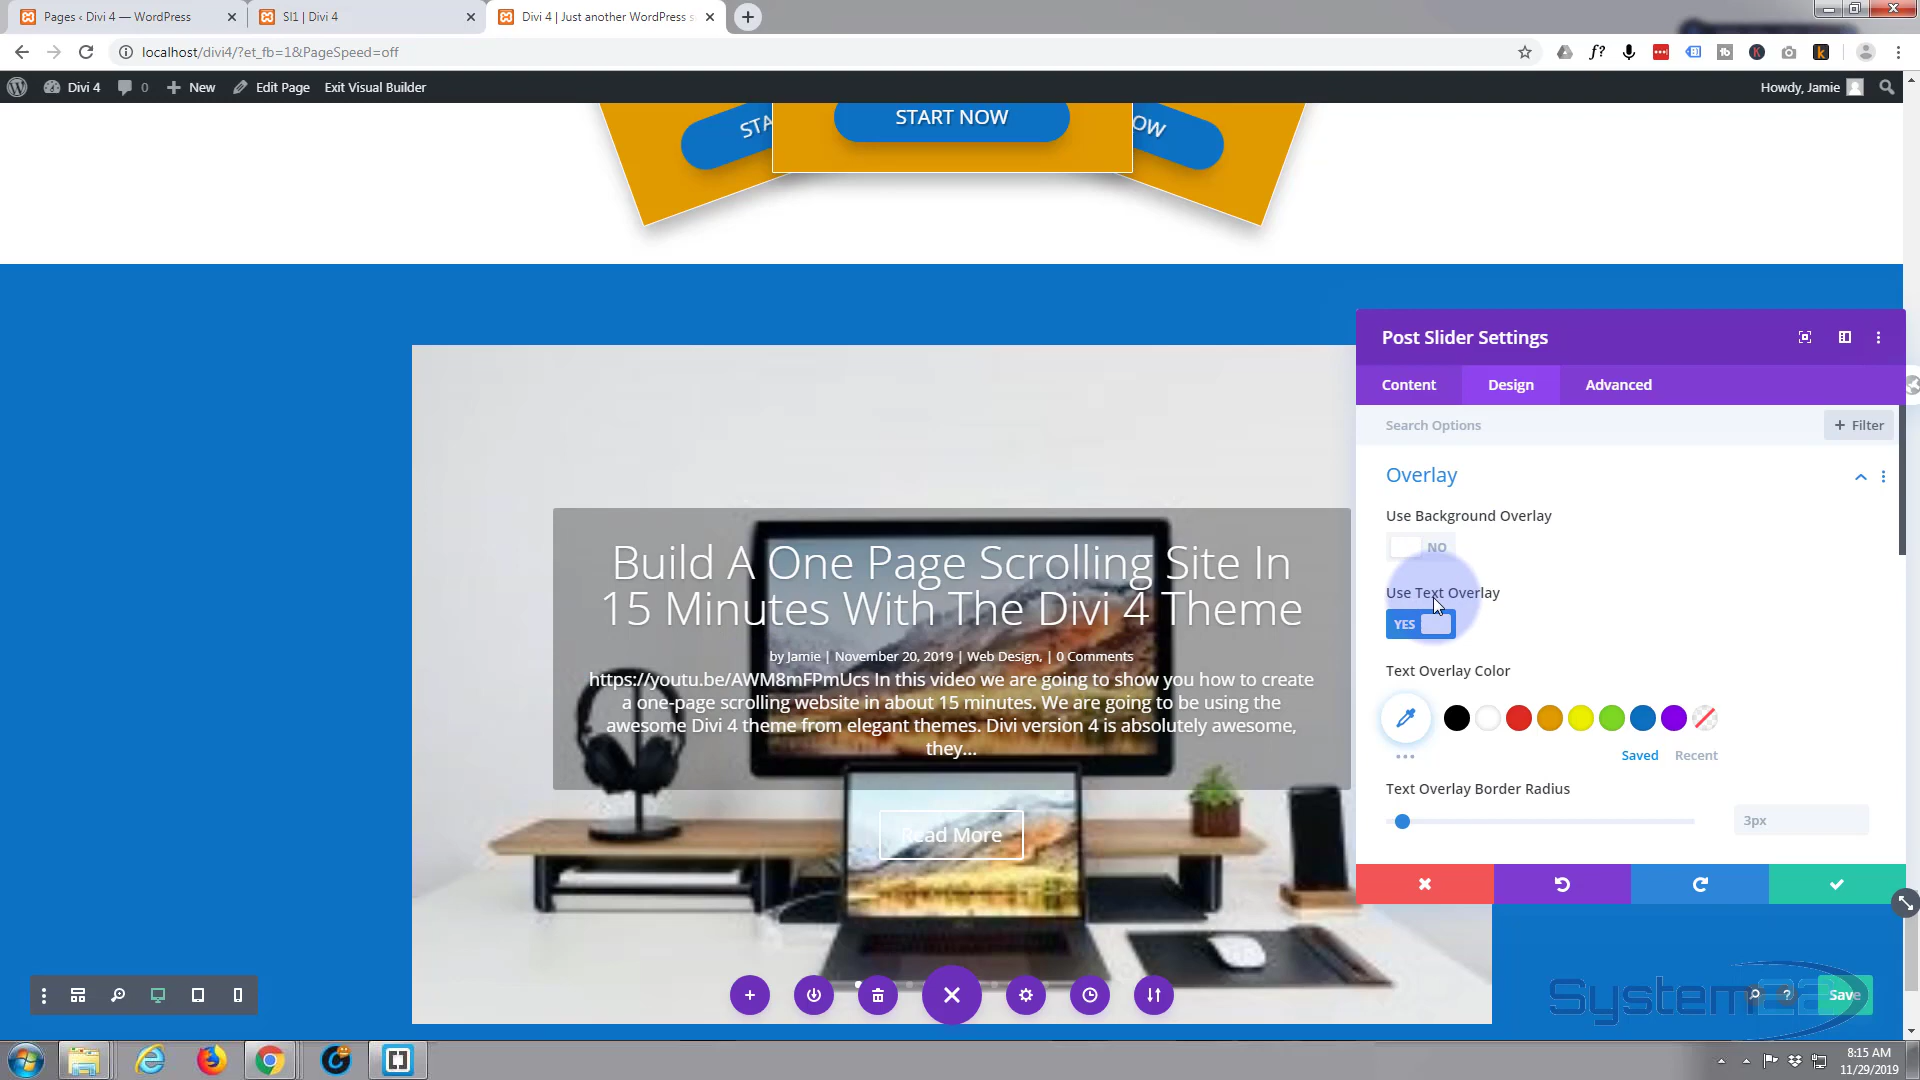 Pages ‹ Divi 4 — WordPress
Sl1 | Divi 4
Divi 4 | Just another WordPress s
localhost/divi4/?et_fb=1&PageSpeed=off
f?
Divi 4
0
New
Edit Page
Exit Visual Builder
Howdy, Jamie
STA
START NOW
OW
Post Slider Settings
Content
Design
Advanced
Search Options
+ Filter
Overlay
Use Background Overlay
NO
Use Text Overlay
YES
Text Overlay Color
Saved
Recent
Text Overlay Border Radius
3px
Build A One Page Scrolling Site In
15 Minutes With The Divi 4 Theme
by Jamie | November 20, 2019 | Web Design, | 0 Comments
https://youtu.be/AWM8mFPmUcs In this video we are going to show you how to create
a one-page scrolling website in about 15 minutes. We are going to be using the
awesome Divi 4 theme from elegant themes. Divi version 4 is absolutely awesome,
they...
Read More
System22
Save
8:15 AM
11/29/2019